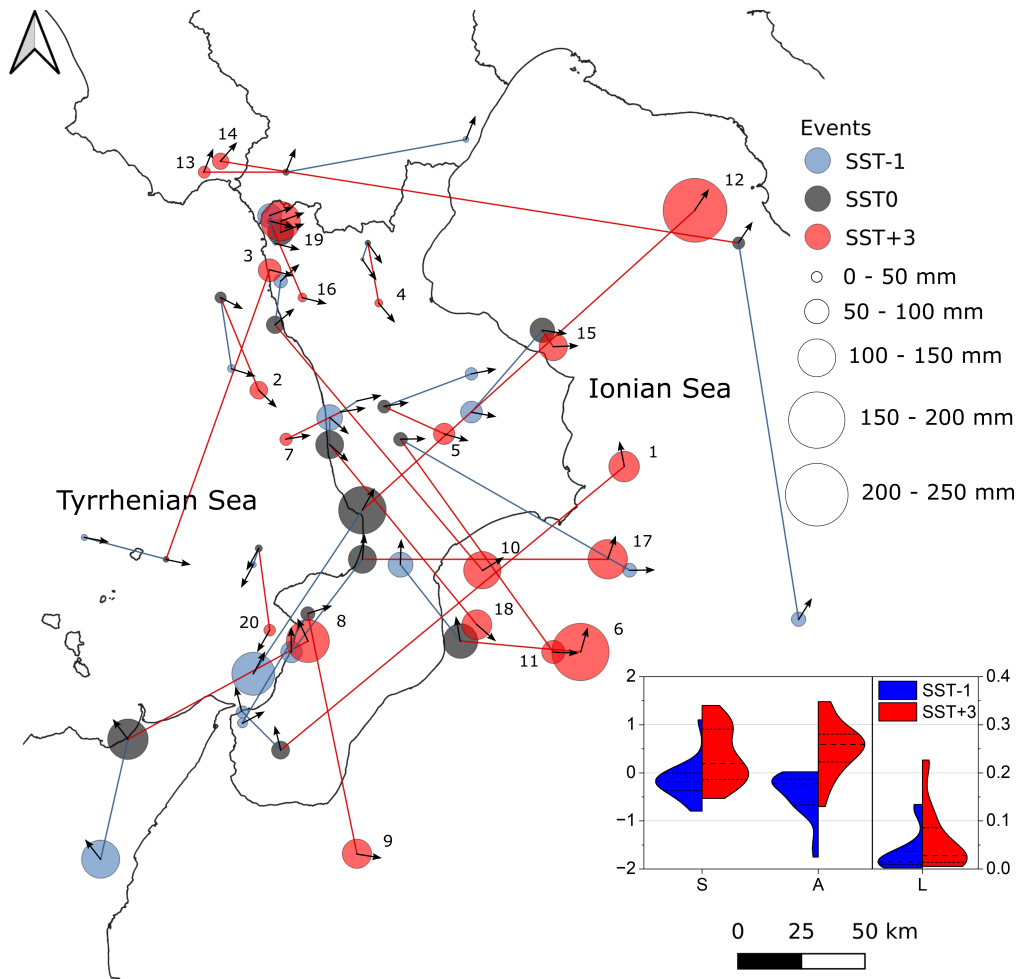 Events
SST-1
SST0
SST+3
0 - 50 mm
50 - 100 mm
100 - 150 mm
150 - 200 mm
200 - 250 mm
14
13
12
19
3
16
4
15
Ionian Sea
2
7
5
1
Tyrrhenian Sea
10
17
18
20
8
6
11
9
2
1
0
−1
−2
SST-1
SST+3
0.4
0.3
0.2
0.1
0.0
S A L
0 25 50 km